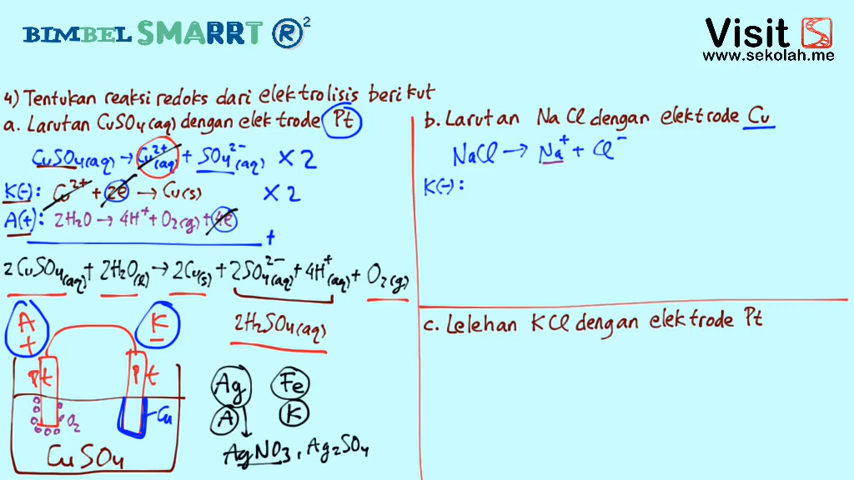 BIMBEL SMARRT ®²
Visit S
www.sekolah.me
4) Tentukan reaksi redoks dari elektrolisis berikut
a. Larutan CuSO₄(aq) dengan elektrode Pt
CuSO₄(aq) → Cu²⁺(aq) + SO₄²⁻(aq) × 2
K(-): Cu²⁺ + 2e → Cu(s) × 2
A(+): 2H₂O → 4H⁺ + O₂(g) + 4e
+
2CuSO₄(aq) + 2H₂O(l) → 2Cu(s) + 2SO₄²⁻(aq) + 4H⁺(aq) + O₂(g)
2H₂SO₄(aq)
A +
K -
Pt
Pt
O₂
Cu
CuSO₄
Ag Fe
A K
AgNO₃, Ag₂SO₄
b. Larutan NaCl dengan elektrode Cu
NaCl → Na⁺ + Cl⁻
K(-):
c. Lelehan KCl dengan elektrode Pt